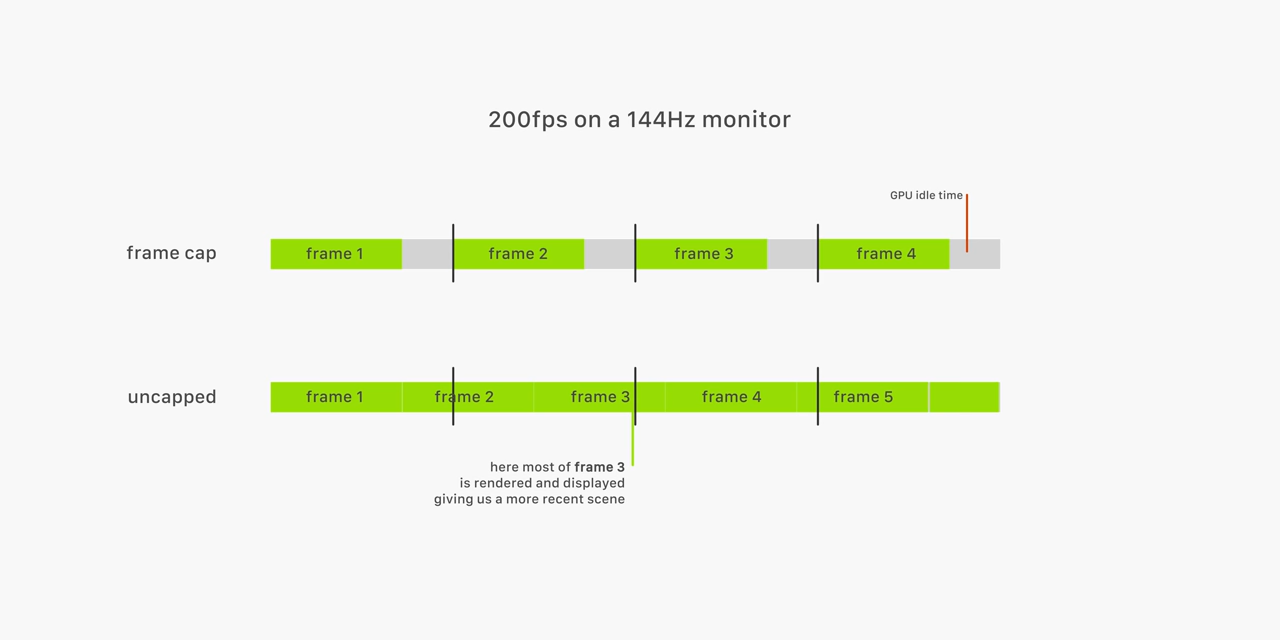 200fps on a 144Hz monitor
GPU idle time
frame cap
frame 1
frame 2
frame 3
frame 4
uncapped
frame 1
frame 2
frame 3
frame 4
frame 5
here most of frame 3
is rendered and displayed
giving us a more recent scene